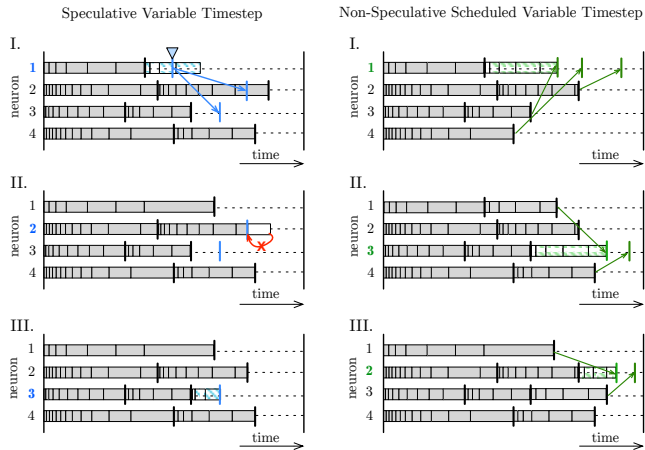 Speculative Variable Timestep
Non-Speculative Scheduled Variable Timestep
I.
neuron
1
2
3
4
time
I.
neuron
1
2
3
4
time
II.
neuron
1
2
3
4
time
II.
neuron
1
2
3
4
time
III.
neuron
1
2
3
4
time
III.
neuron
1
2
3
4
time